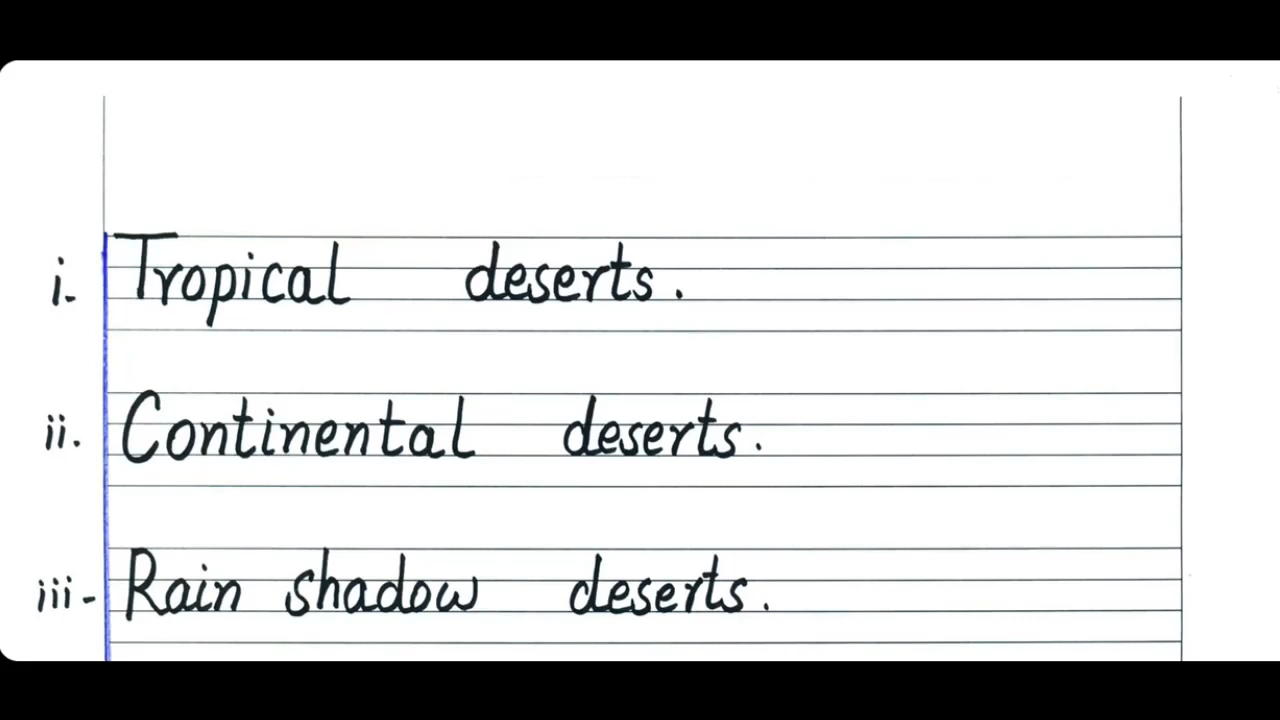 i. Tropical deserts.
ii. Continental deserts.
iii- Rain shadow deserts.